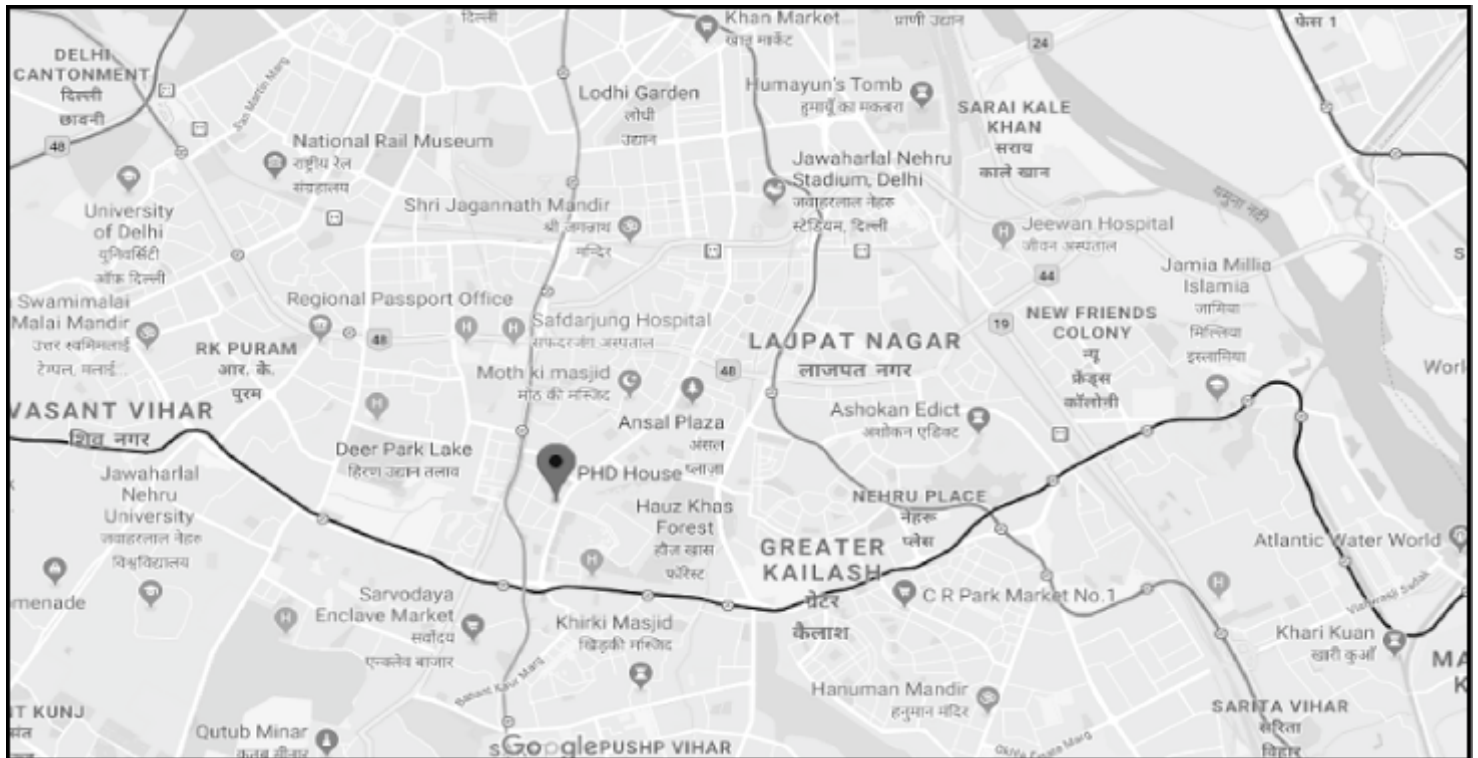 Khan Market
खान मार्केट
दिल्ली
प्राणी उद्यान
फेस 1
24
DELHI
CANTONMENT
दिल्ली
छावनी
48
Lodhi Garden
लोधी
उद्यान
Humayun's Tomb
हुमायूँ का मकबरा
SARAI KALE
KHAN
सराय
काले खान
National Rail Museum
राष्ट्रीय रेल
संग्रहालय
Jawaharlal Nehru
Stadium, Delhi
जवाहरलाल नेहरु
स्टेडियम, दिल्ली
यमुना नदी
University
of Delhi
यूनिवर्सिटी
ऑफ़ दिल्ली
Shri Jagannath Mandir
श्री जगन्नाथ
मन्दिर
Jeewan Hospital
जीवन अस्पताल
44
Jamia Millia
Islamia
जामिया
मिल्लिया
इस्लामिया
Swamimalai
Malai Mandir
Regional Passport Office
48
Safdarjung Hospital
सफदरजंग अस्पताल
19
NEW FRIENDS
COLONY
न्यू
फ्रेंड्स
कॉलोनी
RK PURAM
आर. के.
पुरम
LAJPAT NAGAR
लाजपत नगर
48
Moth ki masjid
मोठ की मस्जिद
VASANT VIHAR
शिव नगर
Ansal Plaza
अंसल
प्लाज़ा
Ashokan Edict
अशोकन एडिक्ट
Deer Park Lake
हिरण उद्यान तलाव
PHD House
Jawaharlal
Nehru
University
जवाहरलाल नेहरु
विश्वविद्यालय
Hauz Khas
Forest
हौज़ खास
फॉरेस्ट
NEHRU PLACE
नेहरू
प्लेस
GREATER
KAILASH
ग्रेटर
कैलाश
Atlantic Water World
Sarvodaya
Enclave Market
सर्वोदय
एन्क्लेव बाजार
C R Park Market No.1
Khirki Masjid
खिड़की मस्जिद
Khari Kuan
खारी कुआँ
Hanuman Mandir
हनुमान मंदिर
SARITA VIHAR
सरिता
विहार
Qutub Minar
क़ुतुब मीनार
Google
PUSHP VIHAR